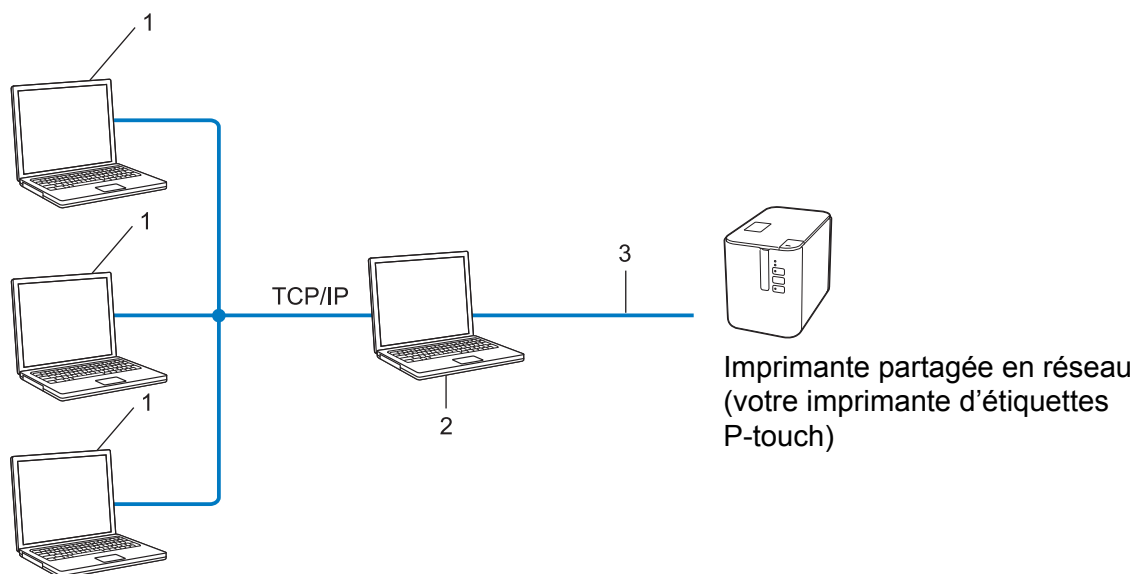 1
1
3
TCP/IP
Imprimante partagée en réseau
(votre imprimante d’étiquettes
P-touch)
1
2